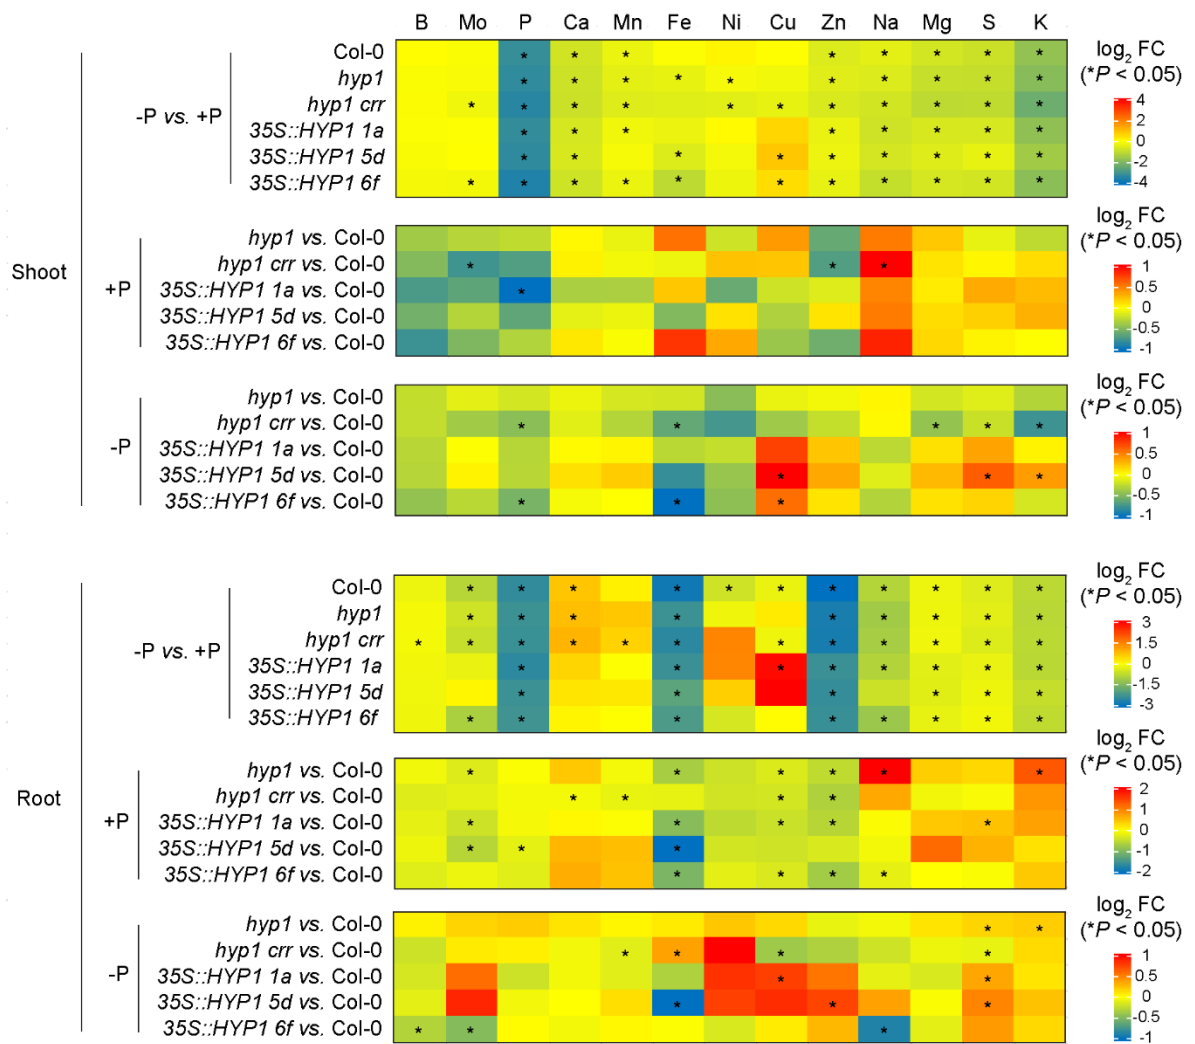 B Mo P Ca Mn Fe Ni Cu Zn Na Mg S K
Shoot
-P vs. +P
Col-0 * * * * * * * *
hyp1 * * * * * * * * * *
hyp1 crr * * * * * * * * * * *
35S::HYP1 1a * * * * * * * *
35S::HYP1 5d * * * * * * * * *
35S::HYP1 6f * * * * * * * * * * *
log2 FC
(*P < 0.05)
4
2
0
-2
-4
+P
hyp1 vs. Col-0
hyp1 crr vs. Col-0 * * *
35S::HYP1 1a vs. Col-0 *
35S::HYP1 5d vs. Col-0
35S::HYP1 6f vs. Col-0
log2 FC
(*P < 0.05)
1
0.5
0
-0.5
-1
-P
hyp1 vs. Col-0
hyp1 crr vs. Col-0 * * * * *
35S::HYP1 1a vs. Col-0
35S::HYP1 5d vs. Col-0 * * *
35S::HYP1 6f vs. Col-0 * * *
log2 FC
(*P < 0.05)
1
0.5
0
-0.5
-1
Root
-P vs. +P
Col-0 * * * * * * * * * * *
hyp1 * * * * * * * * *
hyp1 crr * * * * * * * * * * * *
35S::HYP1 1a * * * * * * * *
35S::HYP1 5d * * * * * *
35S::HYP1 6f * * * * * * * *
log2 FC
(*P < 0.05)
3
1.5
0
-1.5
-3
+P
hyp1 vs. Col-0 * * * * * *
hyp1 crr vs. Col-0 * * * *
35S::HYP1 1a vs. Col-0 * * * * *
35S::HYP1 5d vs. Col-0 * * *
35S::HYP1 6f vs. Col-0 * * * *
log2 FC
(*P < 0.05)
2
1
0
-1
-2
-P
hyp1 vs. Col-0 * *
hyp1 crr vs. Col-0 * * * *
35S::HYP1 1a vs. Col-0 * *
35S::HYP1 5d vs. Col-0 * * *
35S::HYP1 6f vs. Col-0 * * *
log2 FC
(*P < 0.05)
1
0.5
0
-0.5
-1